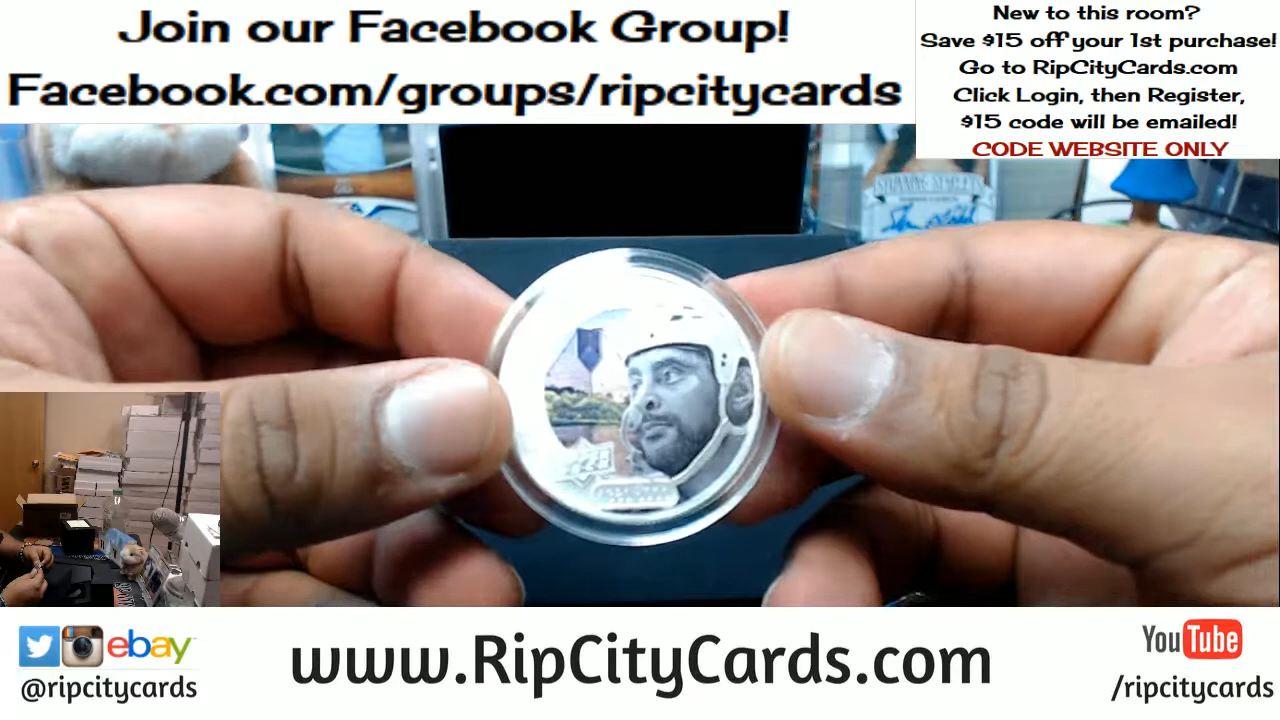 Join our Facebook Group!
Facebook.com/groups/ripcitycards
New to this room?
Save $15 off your 1st purchase!
Go to RipCityCards.com
Click Login, then Register,
$15 code will be emailed!
CODE WEBSITE ONLY
ebay
@ripcitycards
www.RipCityCards.com
YouTube
/ripcitycards